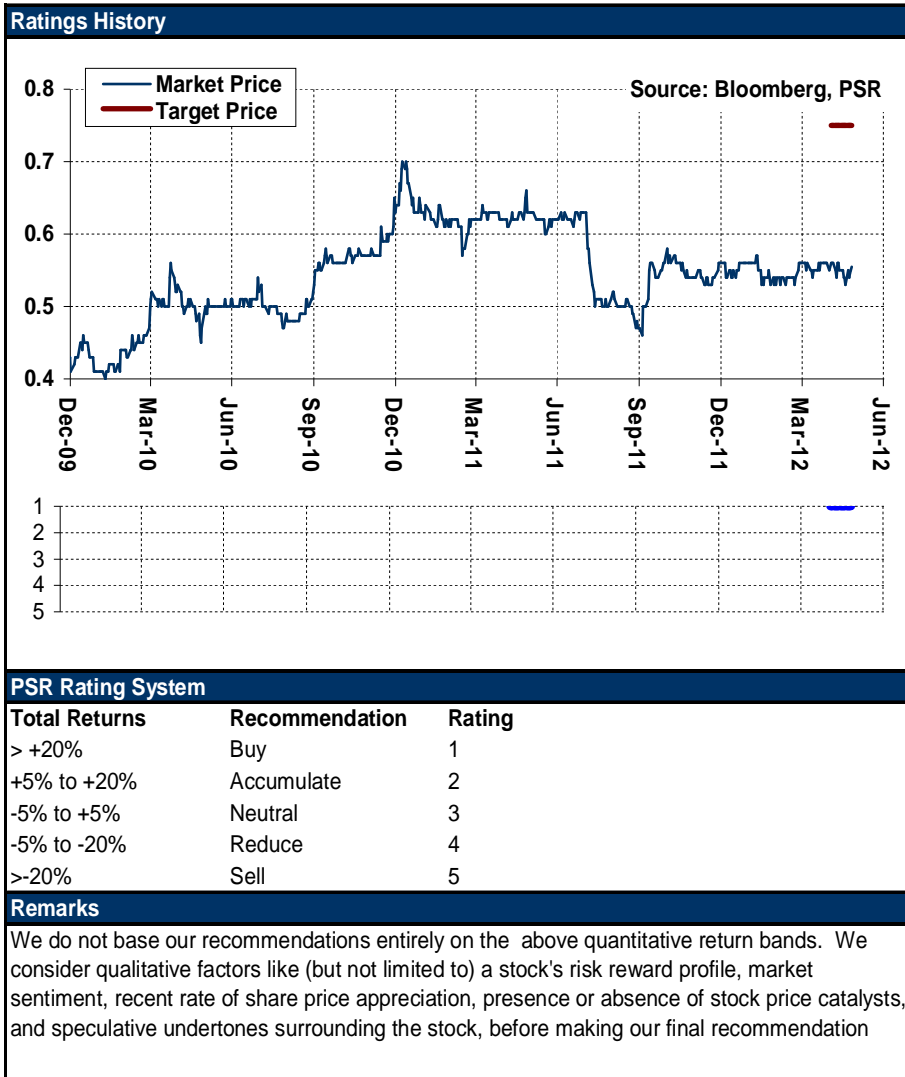 Ratings History
Market Price
Target Price
Source: Bloomberg, PSR
0.8
0.7
0.6
0.5
0.4
Dec-09
Mar-10
Jun-10
Sep-10
Dec-10
Mar-11
Jun-11
Sep-11
Dec-11
Mar-12
Jun-12
1
2
3
4
5
PSR Rating System
Total Returns Recommendation Rating
> +20% Buy 1
+5% to +20% Accumulate 2
-5% to +5% Neutral 3
-5% to -20% Reduce 4
>-20% Sell 5
Remarks
We do not base our recommendations entirely on the above quantitative return bands. We
consider qualitative factors like (but not limited to) a stock's risk reward profile, market
sentiment, recent rate of share price appreciation, presence or absence of stock price catalysts,
and speculative undertones surrounding the stock, before making our final recommendation